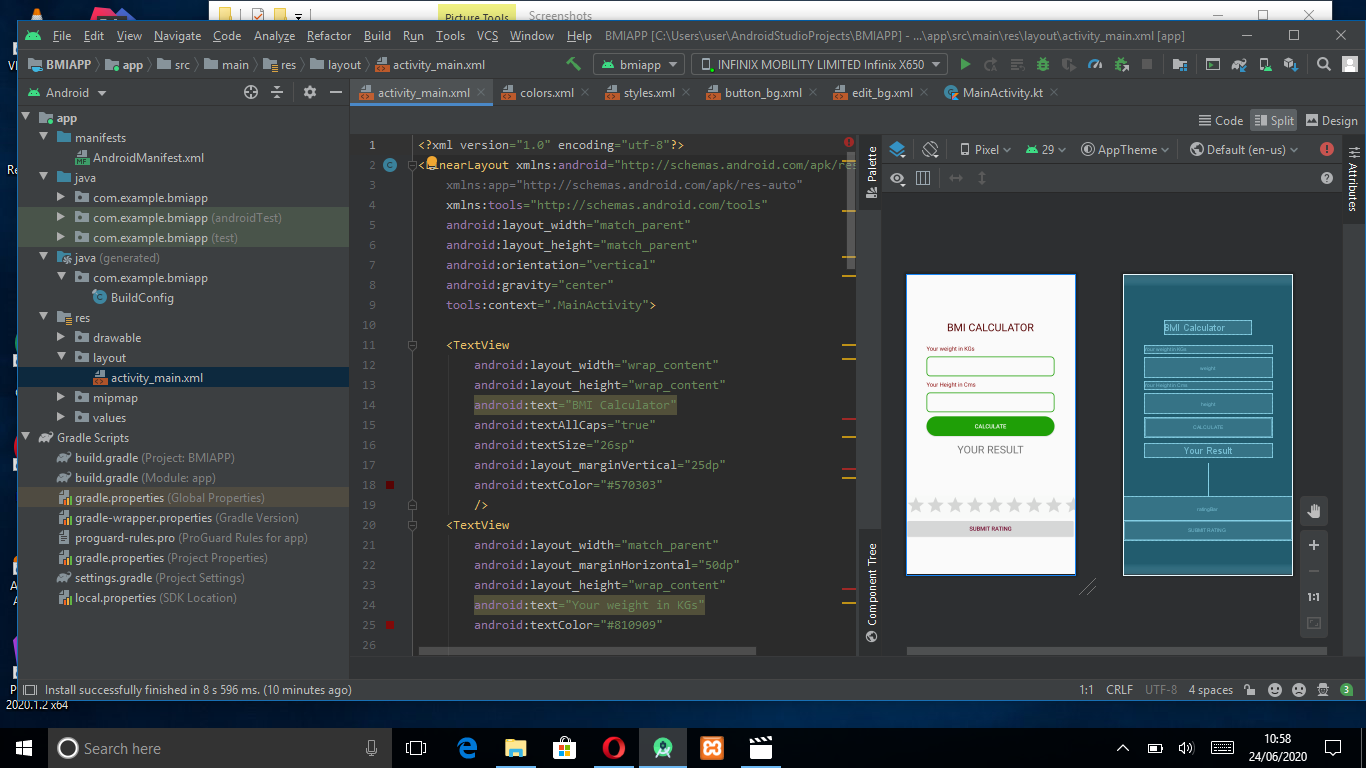 Picture Tools
Screenshots
File Edit View Navigate Code Analyze Refactor Build Run Tools VCS Window Help BMIAPP [C:\Users\user\AndroidStudioProjects\BMIAPP] - ...\app\src\main\res\layout\activity_main.xml [app]
BMIAPP app src main res layout activity_main.xml bmiapp INFINIX MOBILITY LIMITED Infinix X650
Android
activity_main.xml colors.xml styles.xml button_bg.xml edit_bg.xml MainActivity.kt
Code Split Design
app
manifests
AndroidManifest.xml
java
com.example.bmiapp
com.example.bmiapp (androidTest)
com.example.bmiapp (test)
java (generated)
com.example.bmiapp
BuildConfig
res
drawable
layout
activity_main.xml
mipmap
values
Gradle Scripts
build.gradle (Project: BMIAPP)
build.gradle (Module: app)
gradle.properties (Global Properties)
gradle-wrapper.properties (Gradle Version)
proguard-rules.pro (ProGuard Rules for app)
gradle.properties (Project Properties)
settings.gradle (Project Settings)
local.properties (SDK Location)
1 <?xml version="1.0" encoding="utf-8"?>
2 <LinearLayout xmlns:android="http://schemas.android.com/apk/res
3 xmlns:app="http://schemas.android.com/apk/res-auto"
4 xmlns:tools="http://schemas.android.com/tools"
5 android:layout_width="match_parent"
6 android:layout_height="match_parent"
7 android:orientation="vertical"
8 android:gravity="center"
9 tools:context=".MainActivity">
10
11 <TextView
12 android:layout_width="wrap_content"
13 android:layout_height="wrap_content"
14 android:text="BMI Calculator"
15 android:textAllCaps="true"
16 android:textSize="26sp"
17 android:layout_marginVertical="25dp"
18 android:textColor="#570303"
19 />
20 <TextView
21 android:layout_width="match_parent"
22 android:layout_marginHorizontal="50dp"
23 android:layout_height="wrap_content"
24 android:text="Your weight in KGs"
25 android:textColor="#810909"
26
Palette
Component Tree
Pixel 29 AppTheme Default (en-us)
Attributes
BMI CALCULATOR
Your weight in KGs
Your Height in Cms
CALCULATE
YOUR RESULT
SUBMIT RATING
BMI Calculator
Your weight in KGs
weight
Your Height in Cms
height
CALCULATE
Your Result
ratingBar
SUBMIT RATING
1:1
Install successfully finished in 8 s 596 ms. (10 minutes ago)
1:1 CRLF UTF-8 4 spaces 3
2020.1.2 x64
Search here
10:58
24/06/2020